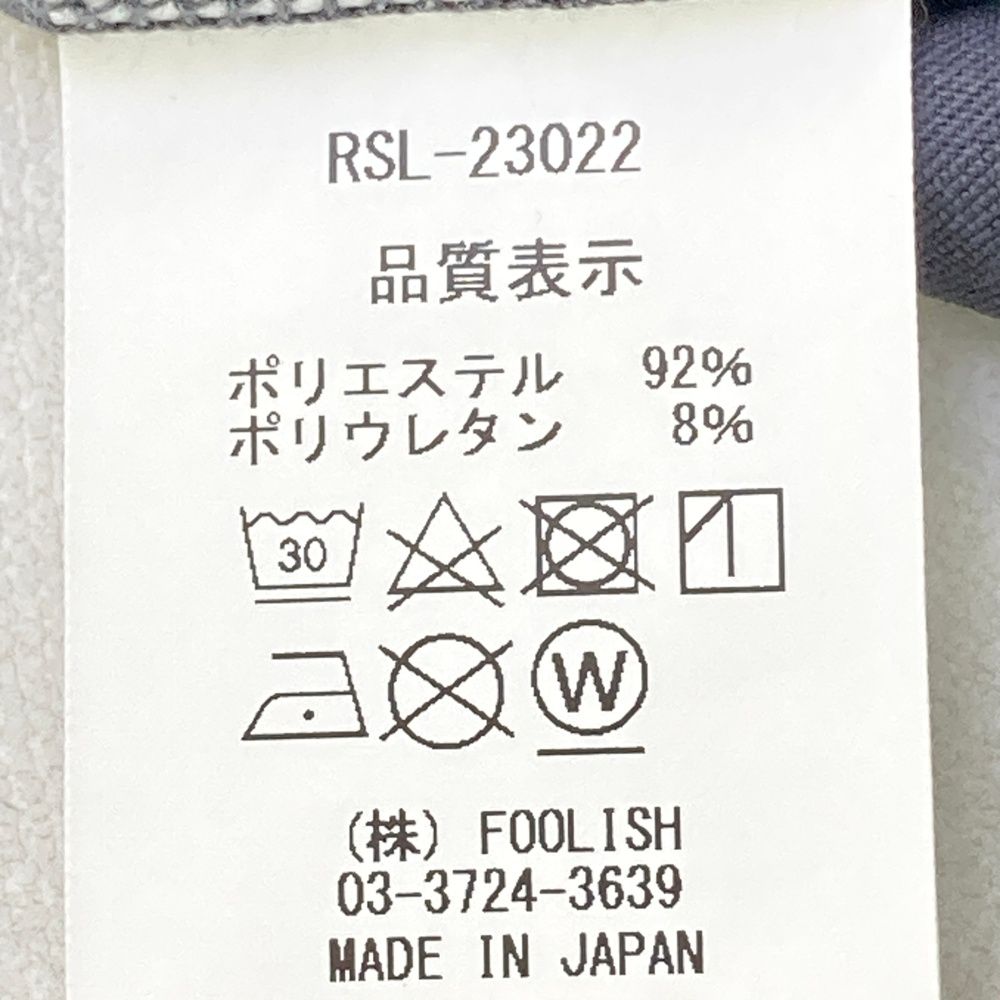 RSL-23022
品質表示
ポリエステル 92%
ポリウレタン 8%
30
W
(株) FOOLISH
03-3724-3639
MADE IN JAPAN